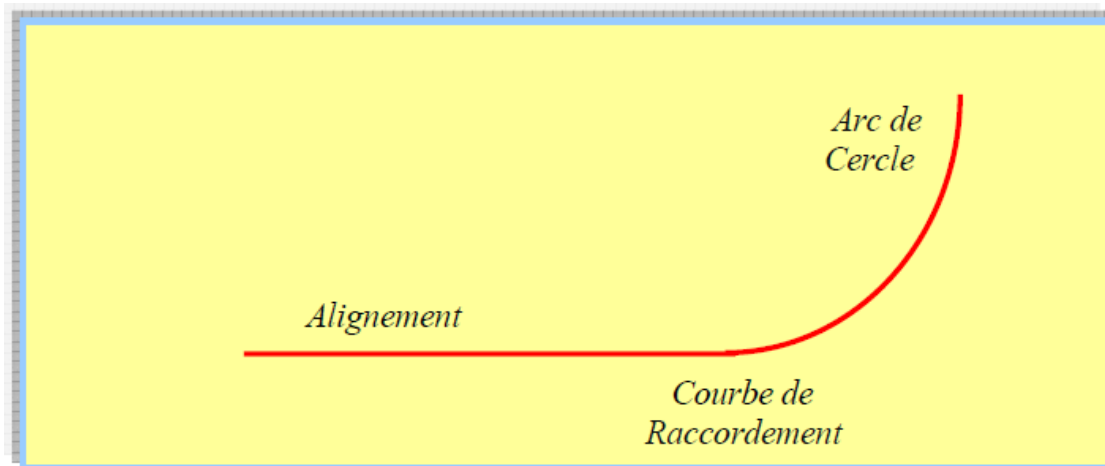 Arc de
Cercle
Alignement
Courbe de
Raccordement